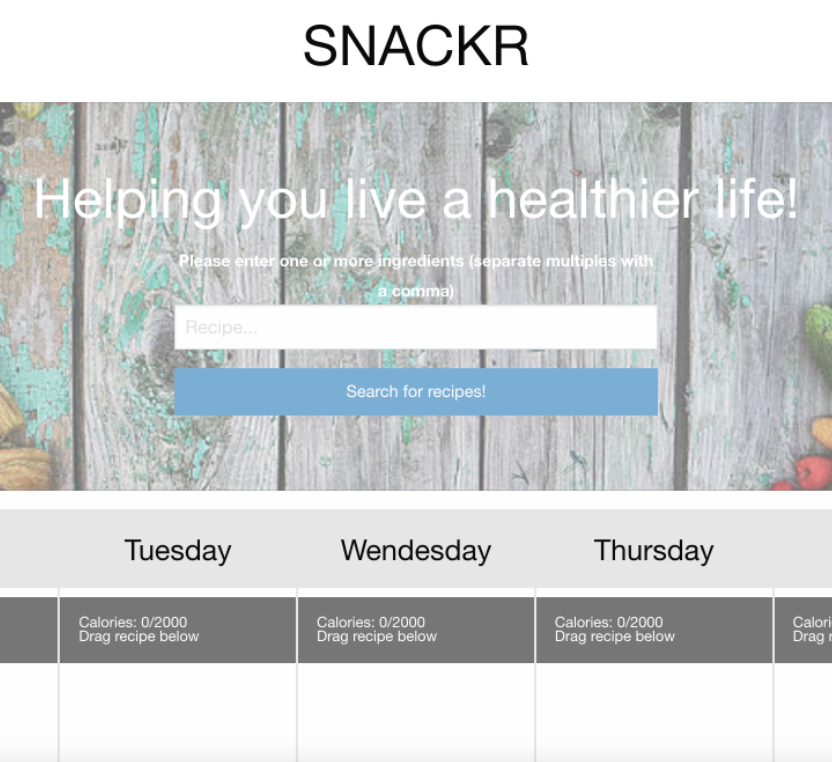 SNACKR
Helping you live a healthier life!
Please enter one or more ingredients (separate multiples with
a comma)
Recipe...
Search for recipes!
Tuesday
Wendesday
Thursday
Calories: 0/2000
Drag recipe below
Calories: 0/2000
Drag recipe below
Calories: 0/2000
Drag recipe below
Calori
Drag r